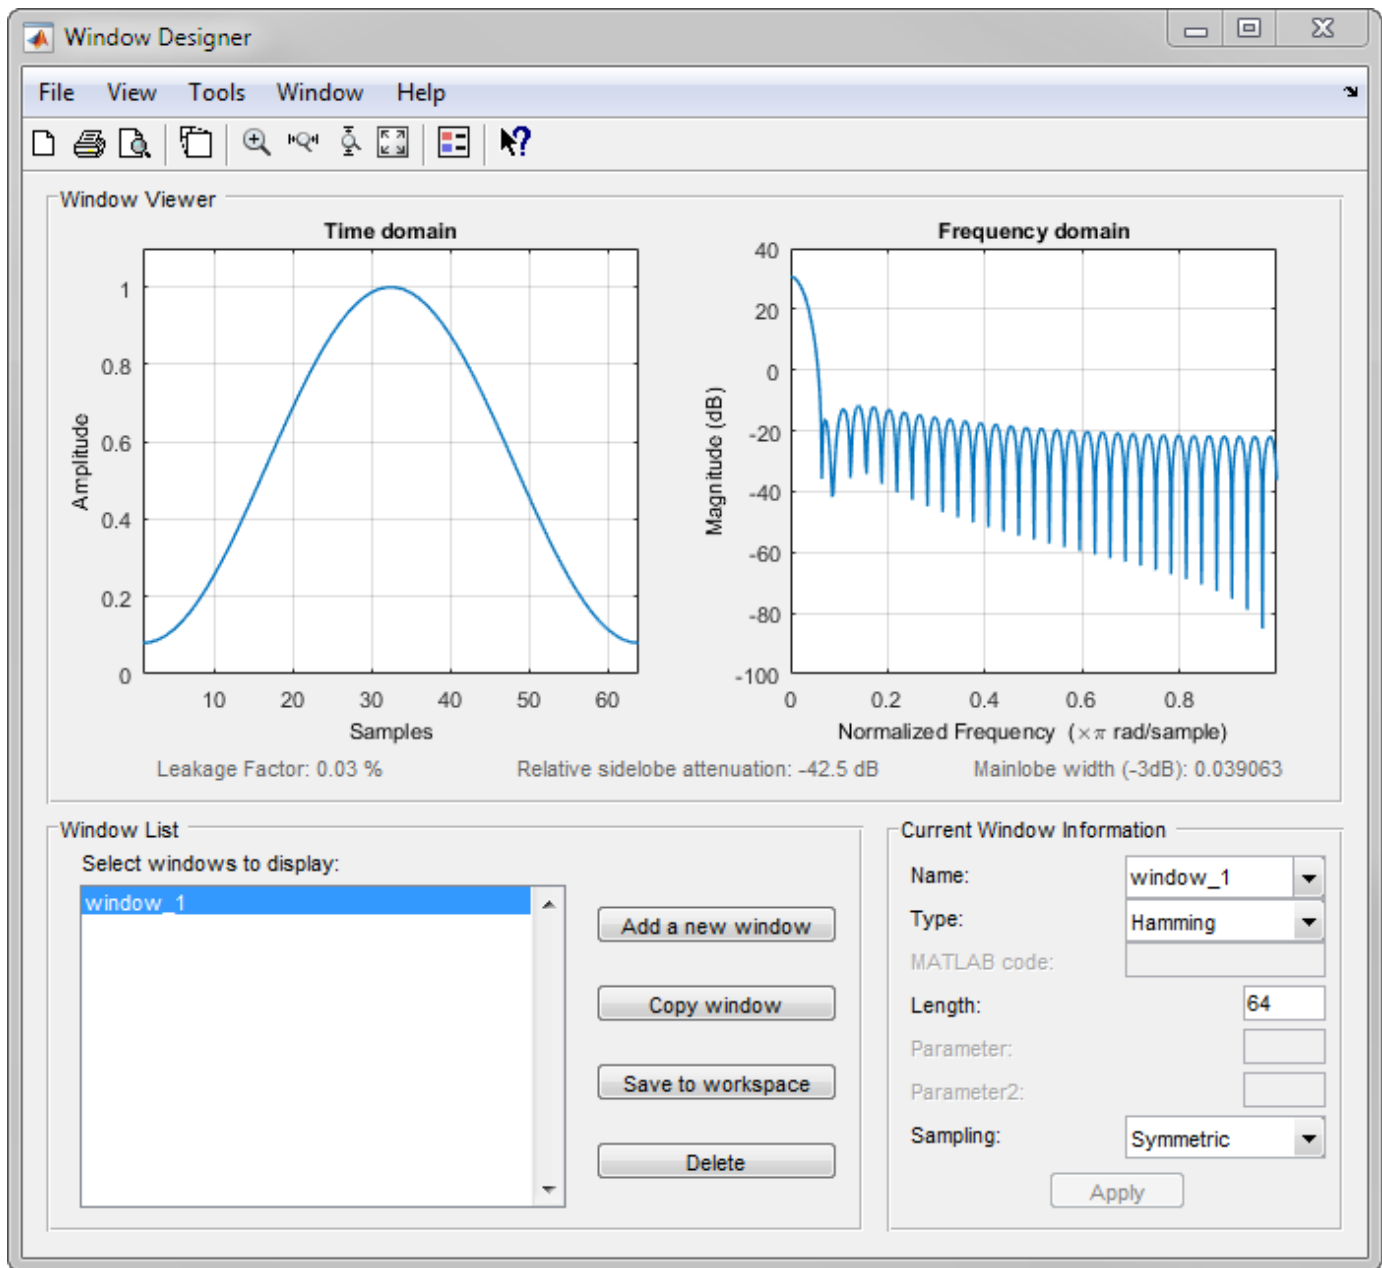 Window Designer
File View Tools Window Help
Window Viewer
Time domain
1
0.8
0.6
0.4
0.2
0
Amplitude
10 20 30 40 50 60
Samples
Frequency domain
40
20
0
-20
-40
-60
-80
-100
Magnitude (dB)
0 0.2 0.4 0.6 0.8
Normalized Frequency (×π rad/sample)
Leakage Factor: 0.03 % Relative sidelobe attenuation: -42.5 dB Mainlobe width (-3dB): 0.039063
Window List
Select windows to display:
window_1
Add a new window
Copy window
Save to workspace
Delete
Current Window Information
Name: window_1
Type: Hamming
MATLAB code:
Length: 64
Parameter:
Parameter2:
Sampling: Symmetric
Apply